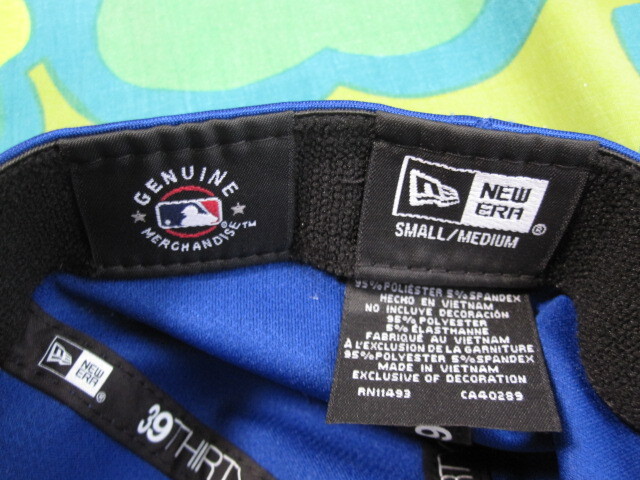 GENUINE
MERCHANDISE™
NEW
ERA®
SMALL/MEDIUM
95% POLIESTER 5% SPANDEX
HECHO EN VIETNAM
NO INCLUYE DECORACIÓN
95% POLYESTER
5% ÉLASTHANNE
FABRIQUÉ AU VIETNAM
À L'EXCLUSION DE LA GARNITURE
95% POLYESTER 5% SPANDEX
MADE IN VIETNAM
EXCLUSIVE OF DECORATION
RN11493 CA40289
NEW
ERA®
39THIRTY
39